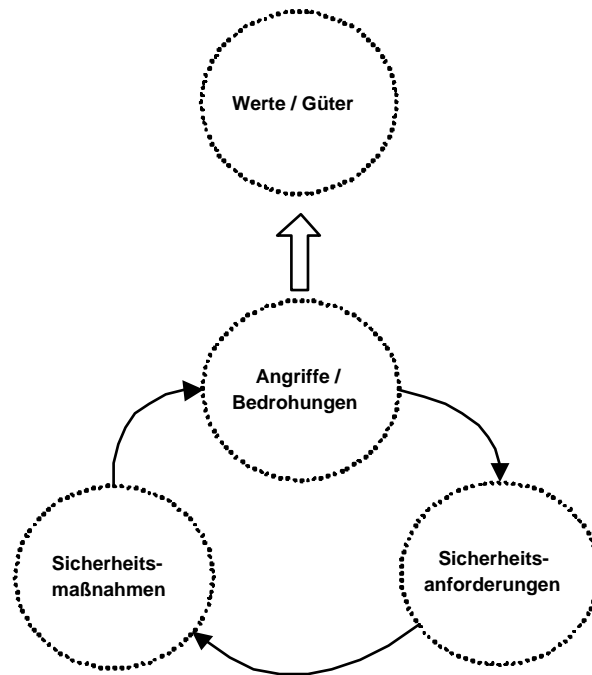 Werte / Güter
Angriffe /
Bedrohungen
Sicherheits-
maßnahmen
Sicherheits-
anforderungen